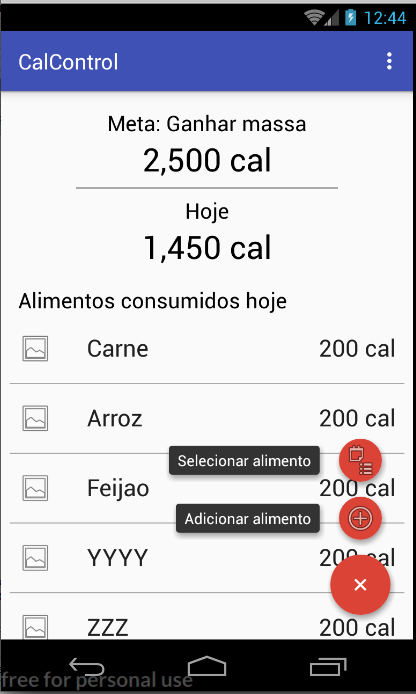 12:44
CalControl
Meta: Ganhar massa
2,500 cal
Hoje
1,450 cal
Alimentos consumidos hoje
Carne 200 cal
Arroz 200 cal
Selecionar alimento
Feijao 200 cal
Adicionar alimento
YYYY 200 cal
ZZZ 200 cal
free for personal use